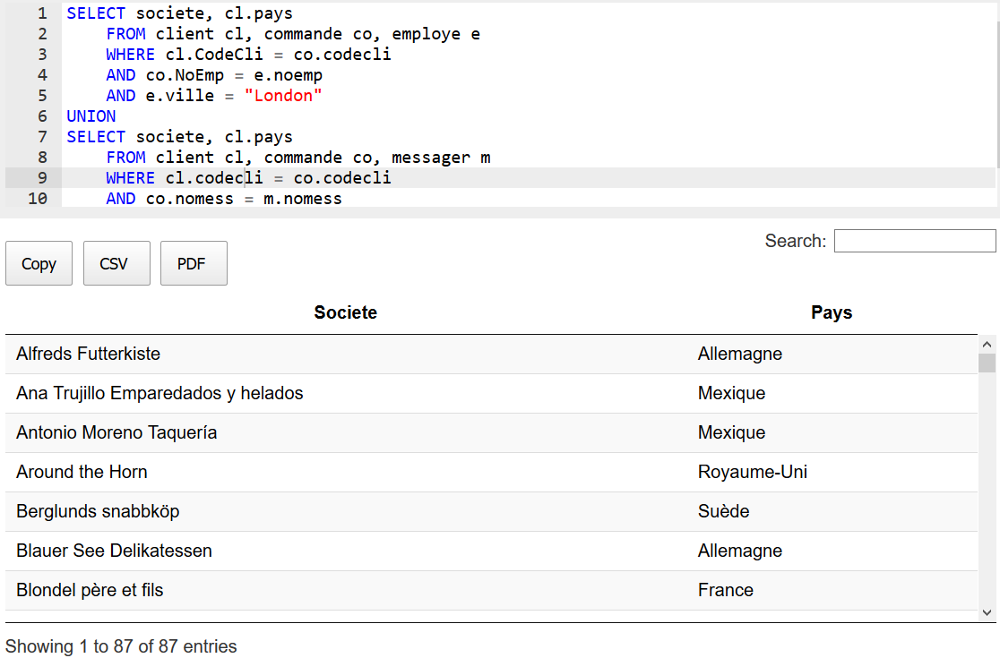 1 SELECT societe, cl.pays
2 FROM client cl, commande co, employe e
3 WHERE cl.CodeCli = co.codecli
4 AND co.NoEmp = e.noemp
5 AND e.ville = "London"
6 UNION
7 SELECT societe, cl.pays
8 FROM client cl, commande co, messager m
9 WHERE cl.codecli = co.codecli
10 AND co.nomess = m.nomess
Search:
Copy CSV PDF
Societe Pays
Alfreds Futterkiste Allemagne
Ana Trujillo Emparedados y helados Mexique
Antonio Moreno Taquería Mexique
Around the Horn Royaume-Uni
Berglunds snabbköp Suède
Blauer See Delikatessen Allemagne
Blondel père et fils France
Showing 1 to 87 of 87 entries